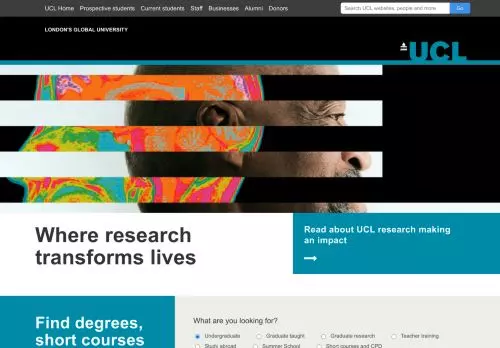 UCL Home Prospective students Current students Staff Businesses Alumni Donors
Search UCL websites, people and more Go
LONDON'S GLOBAL UNIVERSITY
UCL
Where research
transforms lives
Read about UCL research making
an impact
Find degrees,
short courses
What are you looking for?
Undergraduate Graduate taught Graduate research Teacher training
Study abroad Summer School Short courses and CPD